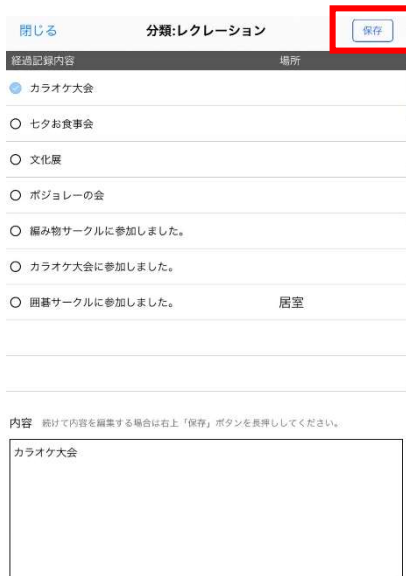 閉じる 分類:レクレーション 保存
経過記録内容 場所
カラオケ大会
七夕お食事会
文化展
ボジョレーの会
編み物サークルに参加しました。
カラオケ大会に参加しました。
囲碁サークルに参加しました。 居室
内容 続けて内容を編集する場合は右上「保存」ボタンを長押ししてください。
カラオケ大会